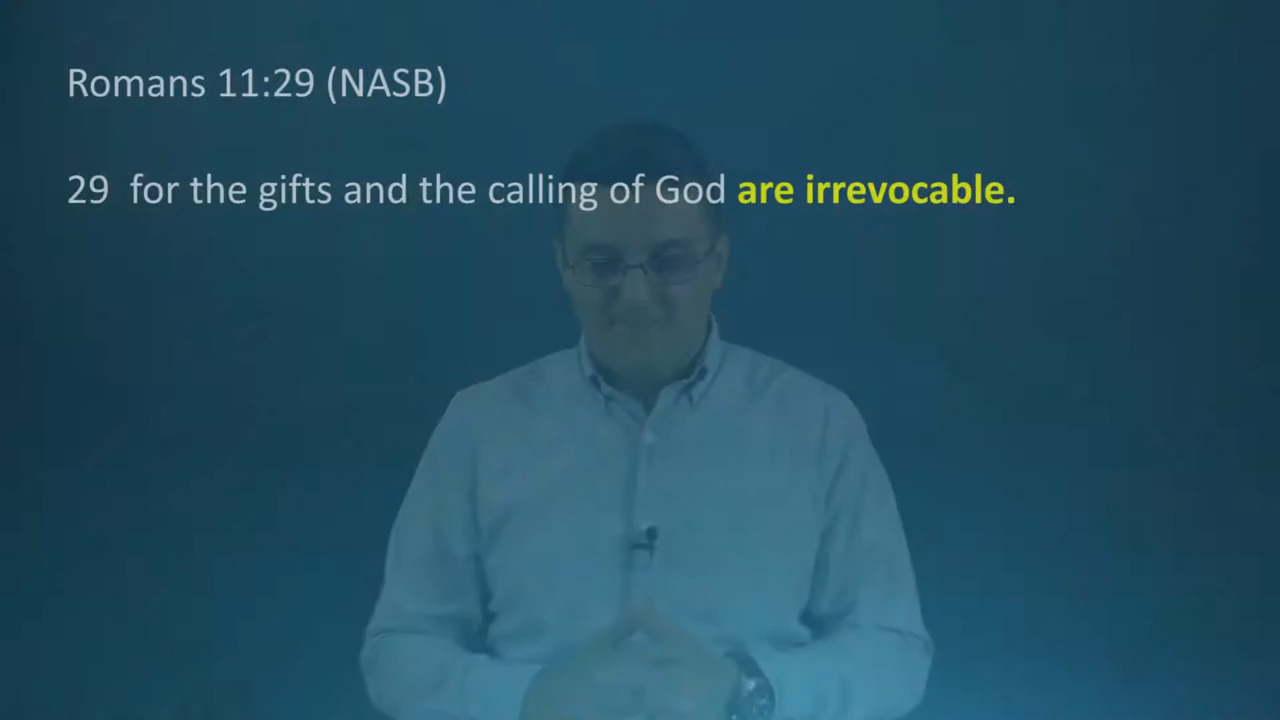 Romans 11:29 (NASB)
29 for the gifts and the calling of God are irrevocable.